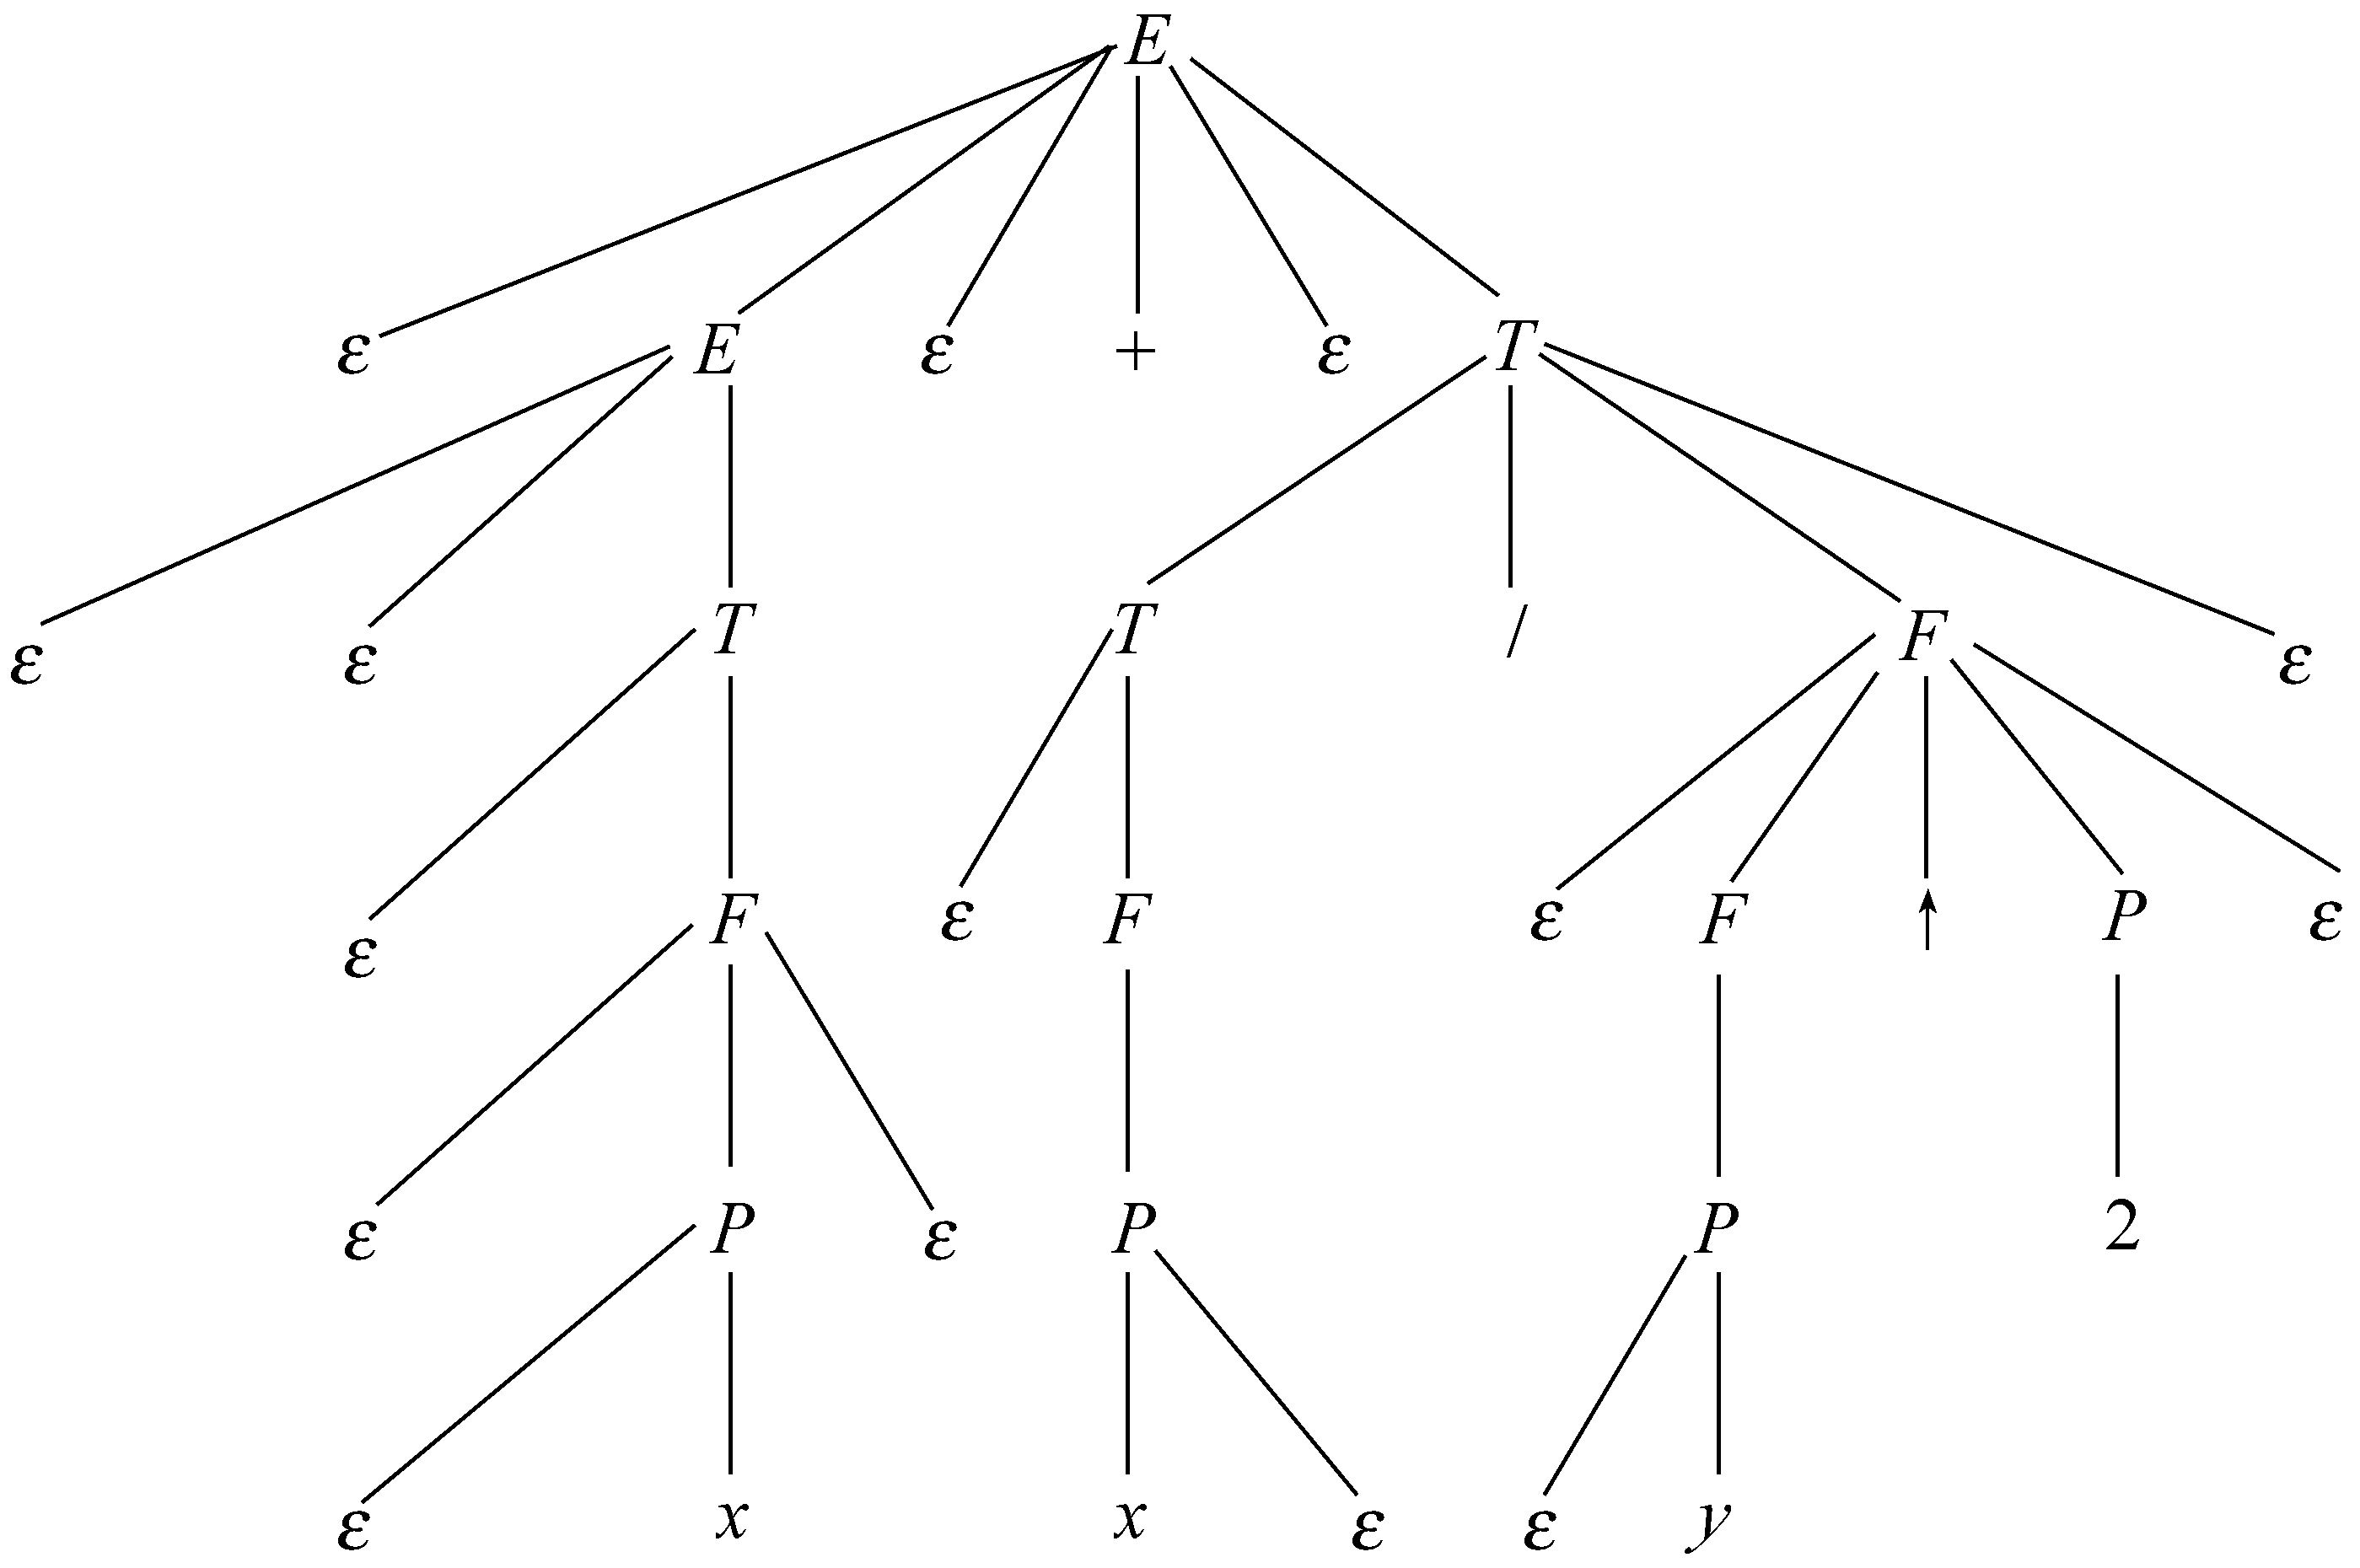 E
ε E ε + ε T
ε ε T T / F ε
ε F ε F ε F ↑ P ε
ε P ε P P 2
ε x x ε ε y